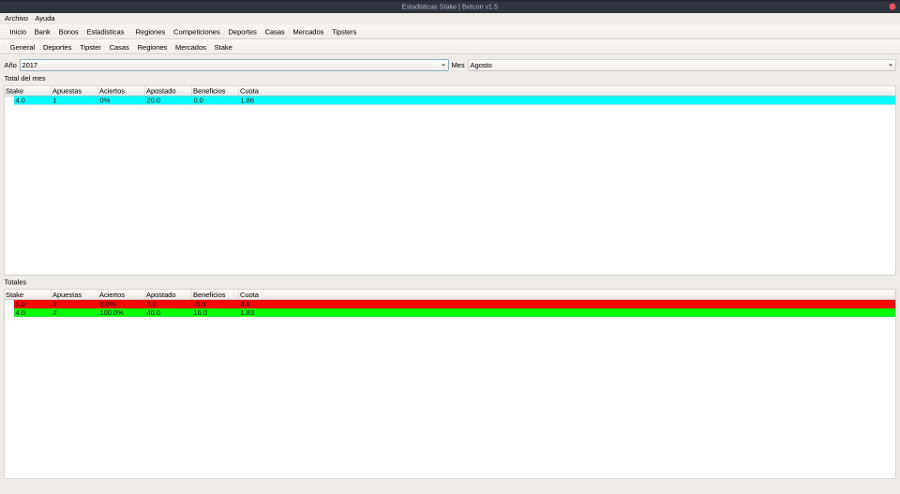 Estadisticas Stake | Betcon v1.5
Archivo Ayuda
Inicio Bank Bonos Estadisticas Regiones Competiciones Deportes Casas Mercados Tipsters
General Deportes Tipster Casas Regiones Mercados Stake
Año 2017 Mes Agosto
Total del mes
Stake Apuestas Aciertos Apostado Beneficios Cuota
4.0 1 0% 20.0 0.0 1.86
Totales
Stake Apuestas Aciertos Apostado Beneficios Cuota
1.0 1 0.0% 5.0 -5.0 4.5
4.0 2 100.0% 40.0 16.0 1.83